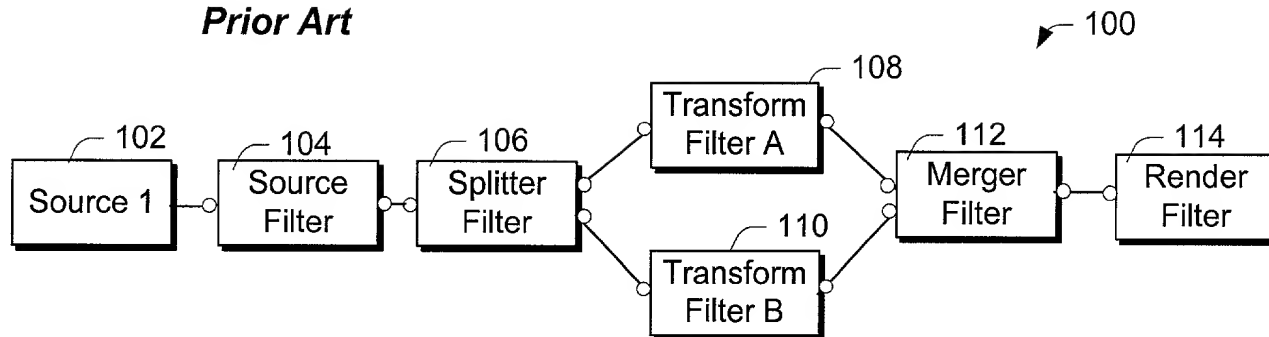 Prior Art
100
102
Source 1
104
Source
Filter
106
Splitter
Filter
108
Transform
Filter A
110
Transform
Filter B
112
Merger
Filter
114
Render
Filter